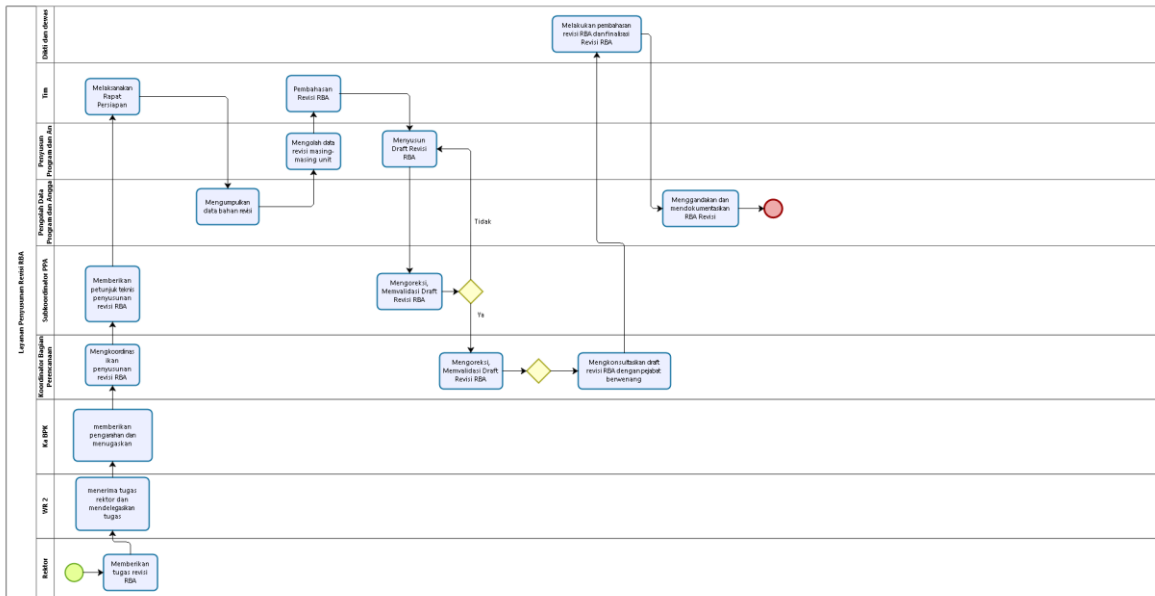 Layanan Penyusunan Revisi RBA
Dikti dan dewas
Melakukan pembahasan
revisi RBA dan finalisasi
Revisi RBA
Tim
Melaksanakan
Rapat
Persiapan
Pembahasan
Revisi RBA
Penyusun
Program dan An
Mengolah data
revisi masing-
masing unit
Menyusun
Draft Revisi
RBA
Pengolah Data
Program dan Angga
Mengumpulkan
data bahan revisi
Menggandakan dan
mendokumentasikan
RBA Revisi
Tidak
Subkoordinator PPA
Memberikan
petunjuk teknis
penyusunan
revisi RBA
Mengoreksi,
Memvalidasi Draft
Revisi RBA
Ya
Koordinator Bagian
Perencanaan
Mengkoordinas
ikan
penyusunan
revisi RBA
Mengoreksi,
Memvalidasi Draft
Revisi RBA
Mengkonsultasikan draft
revisi RBA dengan pejabat
berwenang
Ka BPK
memberikan
pengarahan dan
menugaskan
WR 2
menerima tugas
rektor dan
mendelegasikan
tugas
Rektor
Memberikan
tugas revisi
RBA